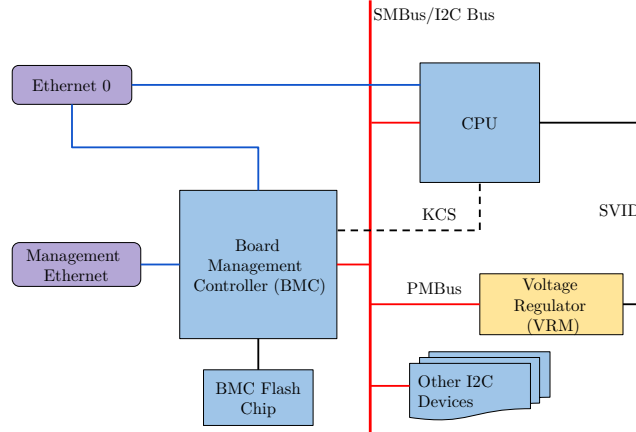 SMBus/I2C Bus
Ethernet 0
CPU
KCS
SVID
Board
Management
Controller (BMC)
Management
Ethernet
PMBus
Voltage
Regulator
(VRM)
BMC Flash
Chip
Other I2C
Devices